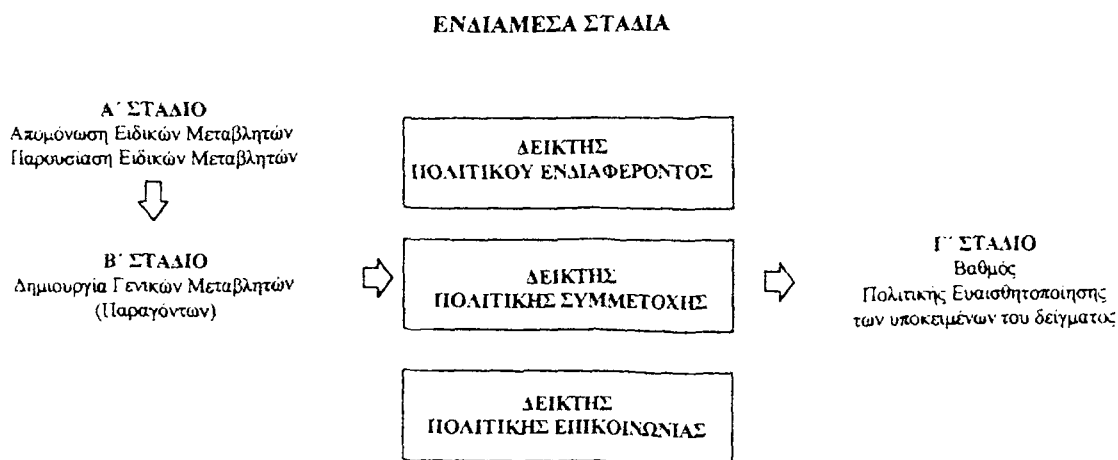 ΕΝΔΙΑΜΕΣΑ ΣΤΑΔΙΑ
Α΄ ΣΤΑΔΙΟ
Απομόνωση Ειδικών Μεταβλητών
Παρουσίαση Ειδικών Μεταβλητών
Β΄ ΣΤΑΔΙΟ
Δημιουργία Γενικών Μεταβλητών
(Παραγόντων)
ΔΕΙΚΤΗΣ
ΠΟΛΙΤΙΚΟΥ ΕΝΔΙΑΦΕΡΟΝΤΟΣ
ΔΕΙΚΤΗΣ
ΠΟΛΙΤΙΚΗΣ ΣΥΜΜΕΤΟΧΗΣ
ΔΕΙΚΤΗΣ
ΠΟΛΙΤΙΚΗΣ ΕΠΙΚΟΙΝΩΝΙΑΣ
Γ΄ ΣΤΑΔΙΟ
Βαθμός
Πολιτικής Ευαισθητοποίησης
των υποκειμένων του δείγματος